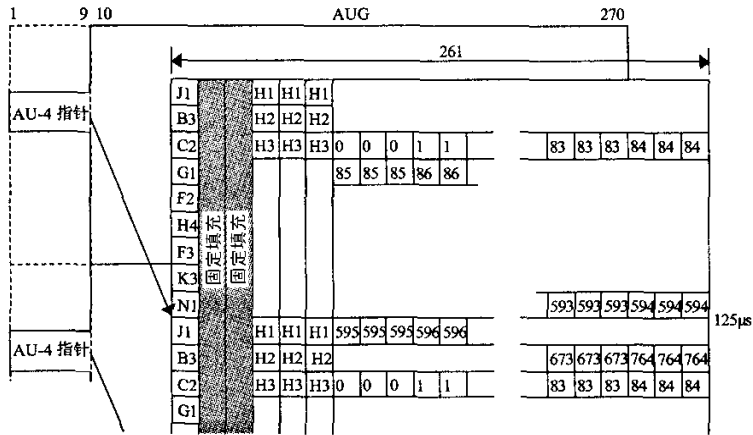 1 9 10 AUG 270
261
J1 H1 H1 H1
AU-4 指针 B3 H2 H2 H2
C2 H3 H3 H3 0 0 0 1 1 83 83 83 84 84 84
G1 85 85 85 86 86
F2
H4
固定填充 固定填充
F3
K3
N1 593 593 593 594 594 594
125μs
J1 H1 H1 H1 595 595 595 596 596
AU-4 指针 B3 H2 H2 H2 673 673 673 764 764 764
C2 H3 H3 H3 0 0 0 1 1 83 83 83 84 84 84
G1